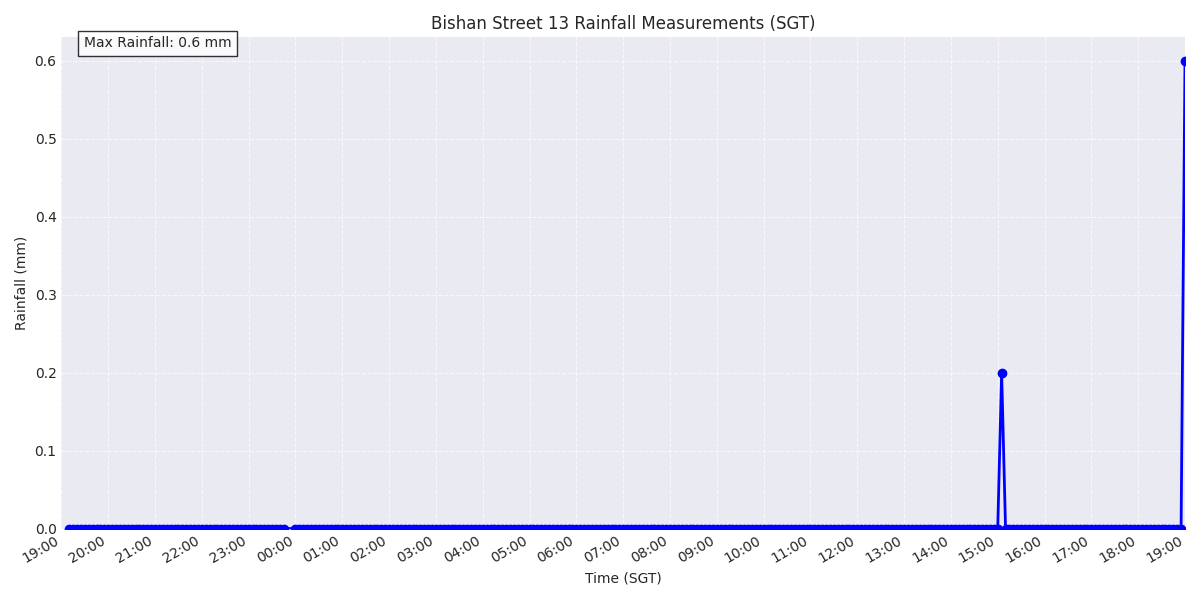 Bishan Street 13 Rainfall Measurements (SGT)
Max Rainfall: 0.6 mm
0.6
0.5
0.4
0.3
0.2
0.1
0.0
Rainfall (mm)
19:00 20:00 21:00 22:00 23:00 00:00 01:00 02:00 03:00 04:00 05:00 06:00 07:00 08:00 09:00 10:00 11:00 12:00 13:00 14:00 15:00 16:00 17:00 18:00 19:00
Time (SGT)